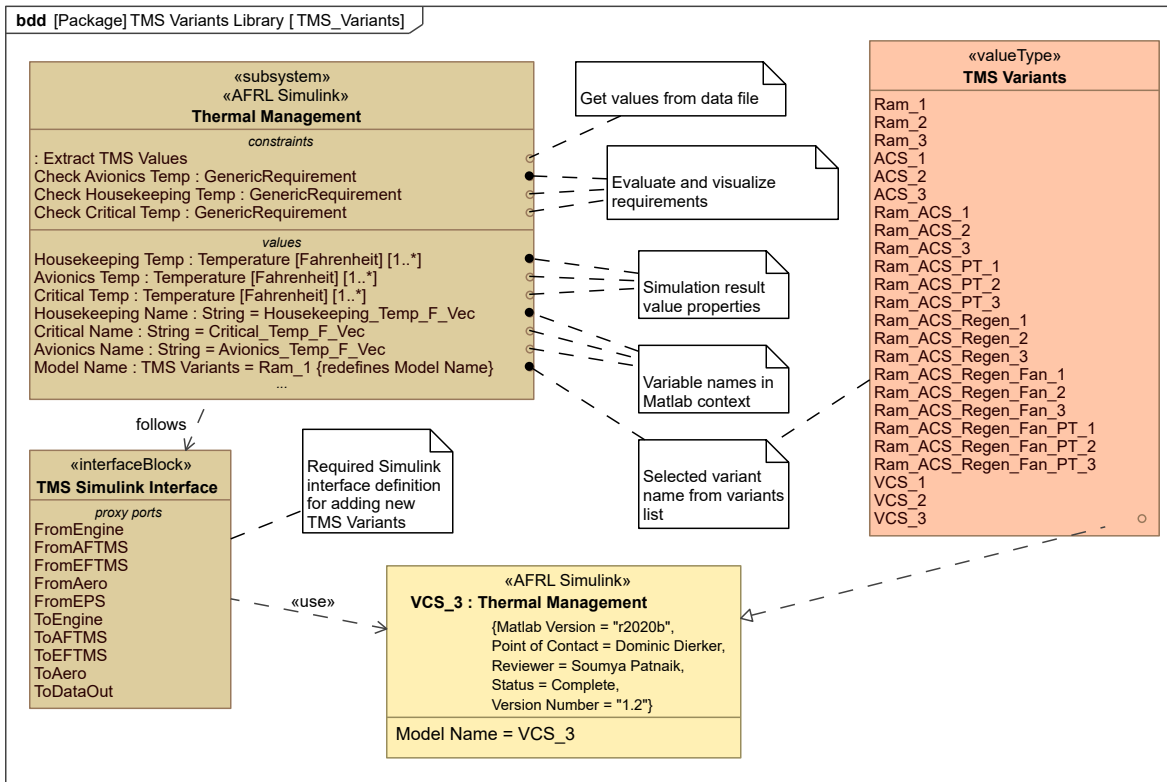 bdd [Package] TMS Variants Library [ TMS_Variants]
«subsystem»
«AFRL Simulink»
Thermal Management
constraints
: Extract TMS Values
Check Avionics Temp : GenericRequirement
Check Housekeeping Temp : GenericRequirement
Check Critical Temp : GenericRequirement
values
Housekeeping Temp : Temperature [Fahrenheit] [1..*]
Avionics Temp : Temperature [Fahrenheit] [1..*]
Critical Temp : Temperature [Fahrenheit] [1..*]
Housekeeping Name : String = Housekeeping_Temp_F_Vec
Critical Name : String = Critical_Temp_F_Vec
Avionics Name : String = Avionics_Temp_F_Vec
Model Name : TMS Variants = Ram_1 {redefines Model Name}
...
Get values from data file
Evaluate and visualize
requirements
Simulation result
value properties
Variable names in
Matlab context
Selected variant
name from variants
list
«valueType»
TMS Variants
Ram_1
Ram_2
Ram_3
ACS_1
ACS_2
ACS_3
Ram_ACS_1
Ram_ACS_2
Ram_ACS_3
Ram_ACS_PT_1
Ram_ACS_PT_2
Ram_ACS_PT_3
Ram_ACS_Regen_1
Ram_ACS_Regen_2
Ram_ACS_Regen_3
Ram_ACS_Regen_Fan_1
Ram_ACS_Regen_Fan_2
Ram_ACS_Regen_Fan_3
Ram_ACS_Regen_Fan_PT_1
Ram_ACS_Regen_Fan_PT_2
Ram_ACS_Regen_Fan_PT_3
VCS_1
VCS_2
VCS_3
follows
«interfaceBlock»
TMS Simulink Interface
proxy ports
FromEngine
FromAFTMS
FromEFTMS
FromAero
FromEPS
ToEngine
ToAFTMS
ToEFTMS
ToAero
ToDataOut
Required Simulink
interface definition
for adding new
TMS Variants
«use»
«AFRL Simulink»
VCS_3 : Thermal Management
{Matlab Version = "r2020b",
Point of Contact = Dominic Dierker,
Reviewer = Soumya Patnaik,
Status = Complete,
Version Number = "1.2"}
Model Name = VCS_3